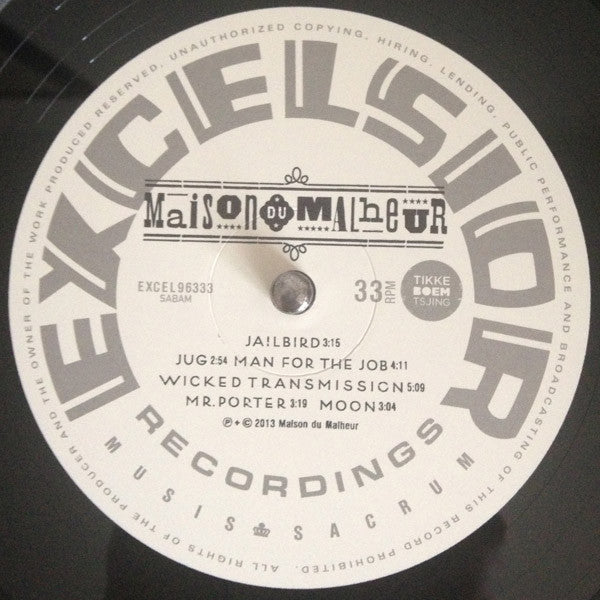 ALL RIGHTS OF THE PRODUCER AND THE OWNER OF THE WORK PRODUCED RESERVED. UNAUTHORIZED COPYING, HIRING, LENDING, PUBLIC PERFORMANCE AND BROADCASTING OF THIS RECORD PROHIBITED.
EXCELSIOR
MaisOn DU MALheUR
EXCEL96333
SABAM
33 RPM
TIKKE
BOEM
TSJING
JA!LBIRD 3:15
JUG 2:54 MAN FOR THE JOB 4:11
WICKED TRANSMISSION 5:09
MR. PORTER 3:19 MOON 3:04
℗ + © 2013 Maison du Malheur
RECORDINGS
MUSIS SACRUM